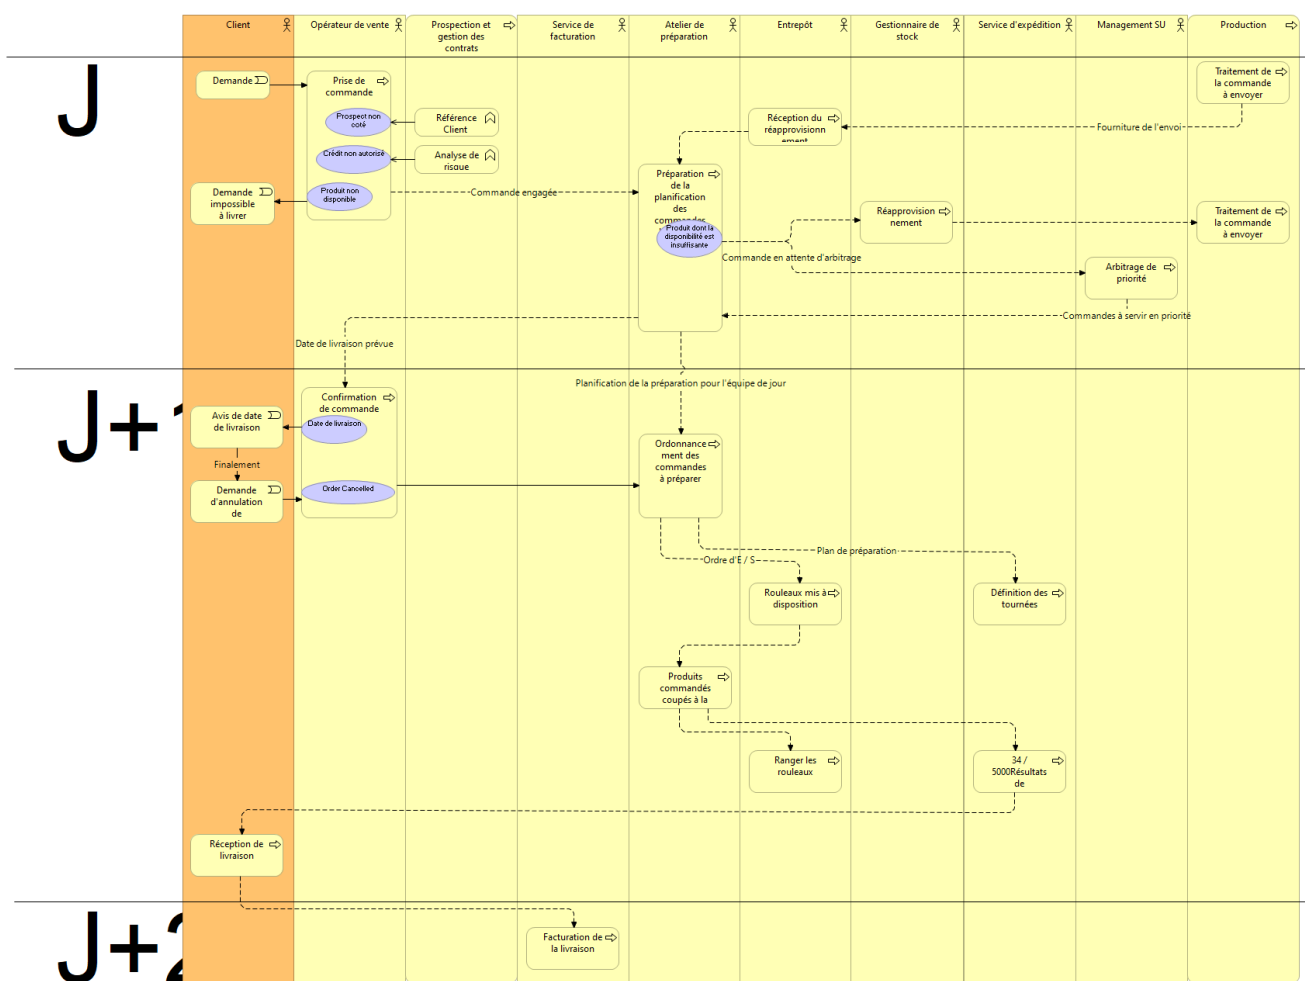 Client
Opérateur de vente
Prospection et
gestion des
contrats
Service de
facturation
Atelier de
préparation
Entrepôt
Gestionnaire de
stock
Service d'expédition
Management SU
Production
J
Demande
Prise de
commande
Prospect non
coté
Référence
Client
Crédit non autorisé
Analyse de
risque
Demande
impossible
à livrer
Produit non
disponible
Commande engagée
Réception du
réapprovisionn
ement
Fourniture de l'envoi
Traitement de
la commande
à envoyer
Préparation
de la
planification
des
commandes
Produit dont la
disponibilité est
insuffisante
Réapprovision
nement
Traitement de
la commande
à envoyer
Commande en attente d'arbitrage
Arbitrage de
priorité
Commandes à servir en priorité
Date de livraison prévue
Planification de la préparation pour l'équipe de jour
J+1
Confirmation
de commande
Avis de date
de livraison
Date de livraison
Finalement
Demande
d'annulation
de
Order Cancelled
Ordonnance
ment des
commandes
à préparer
Plan de préparation
Ordre d'E / S
Rouleaux mis à
disposition
Définition des
tournées
Produits
commandés
coupés à la
Ranger les
rouleaux
34 /
5000Résultats
de
Réception de
livraison
J+2
Facturation de
la livraison